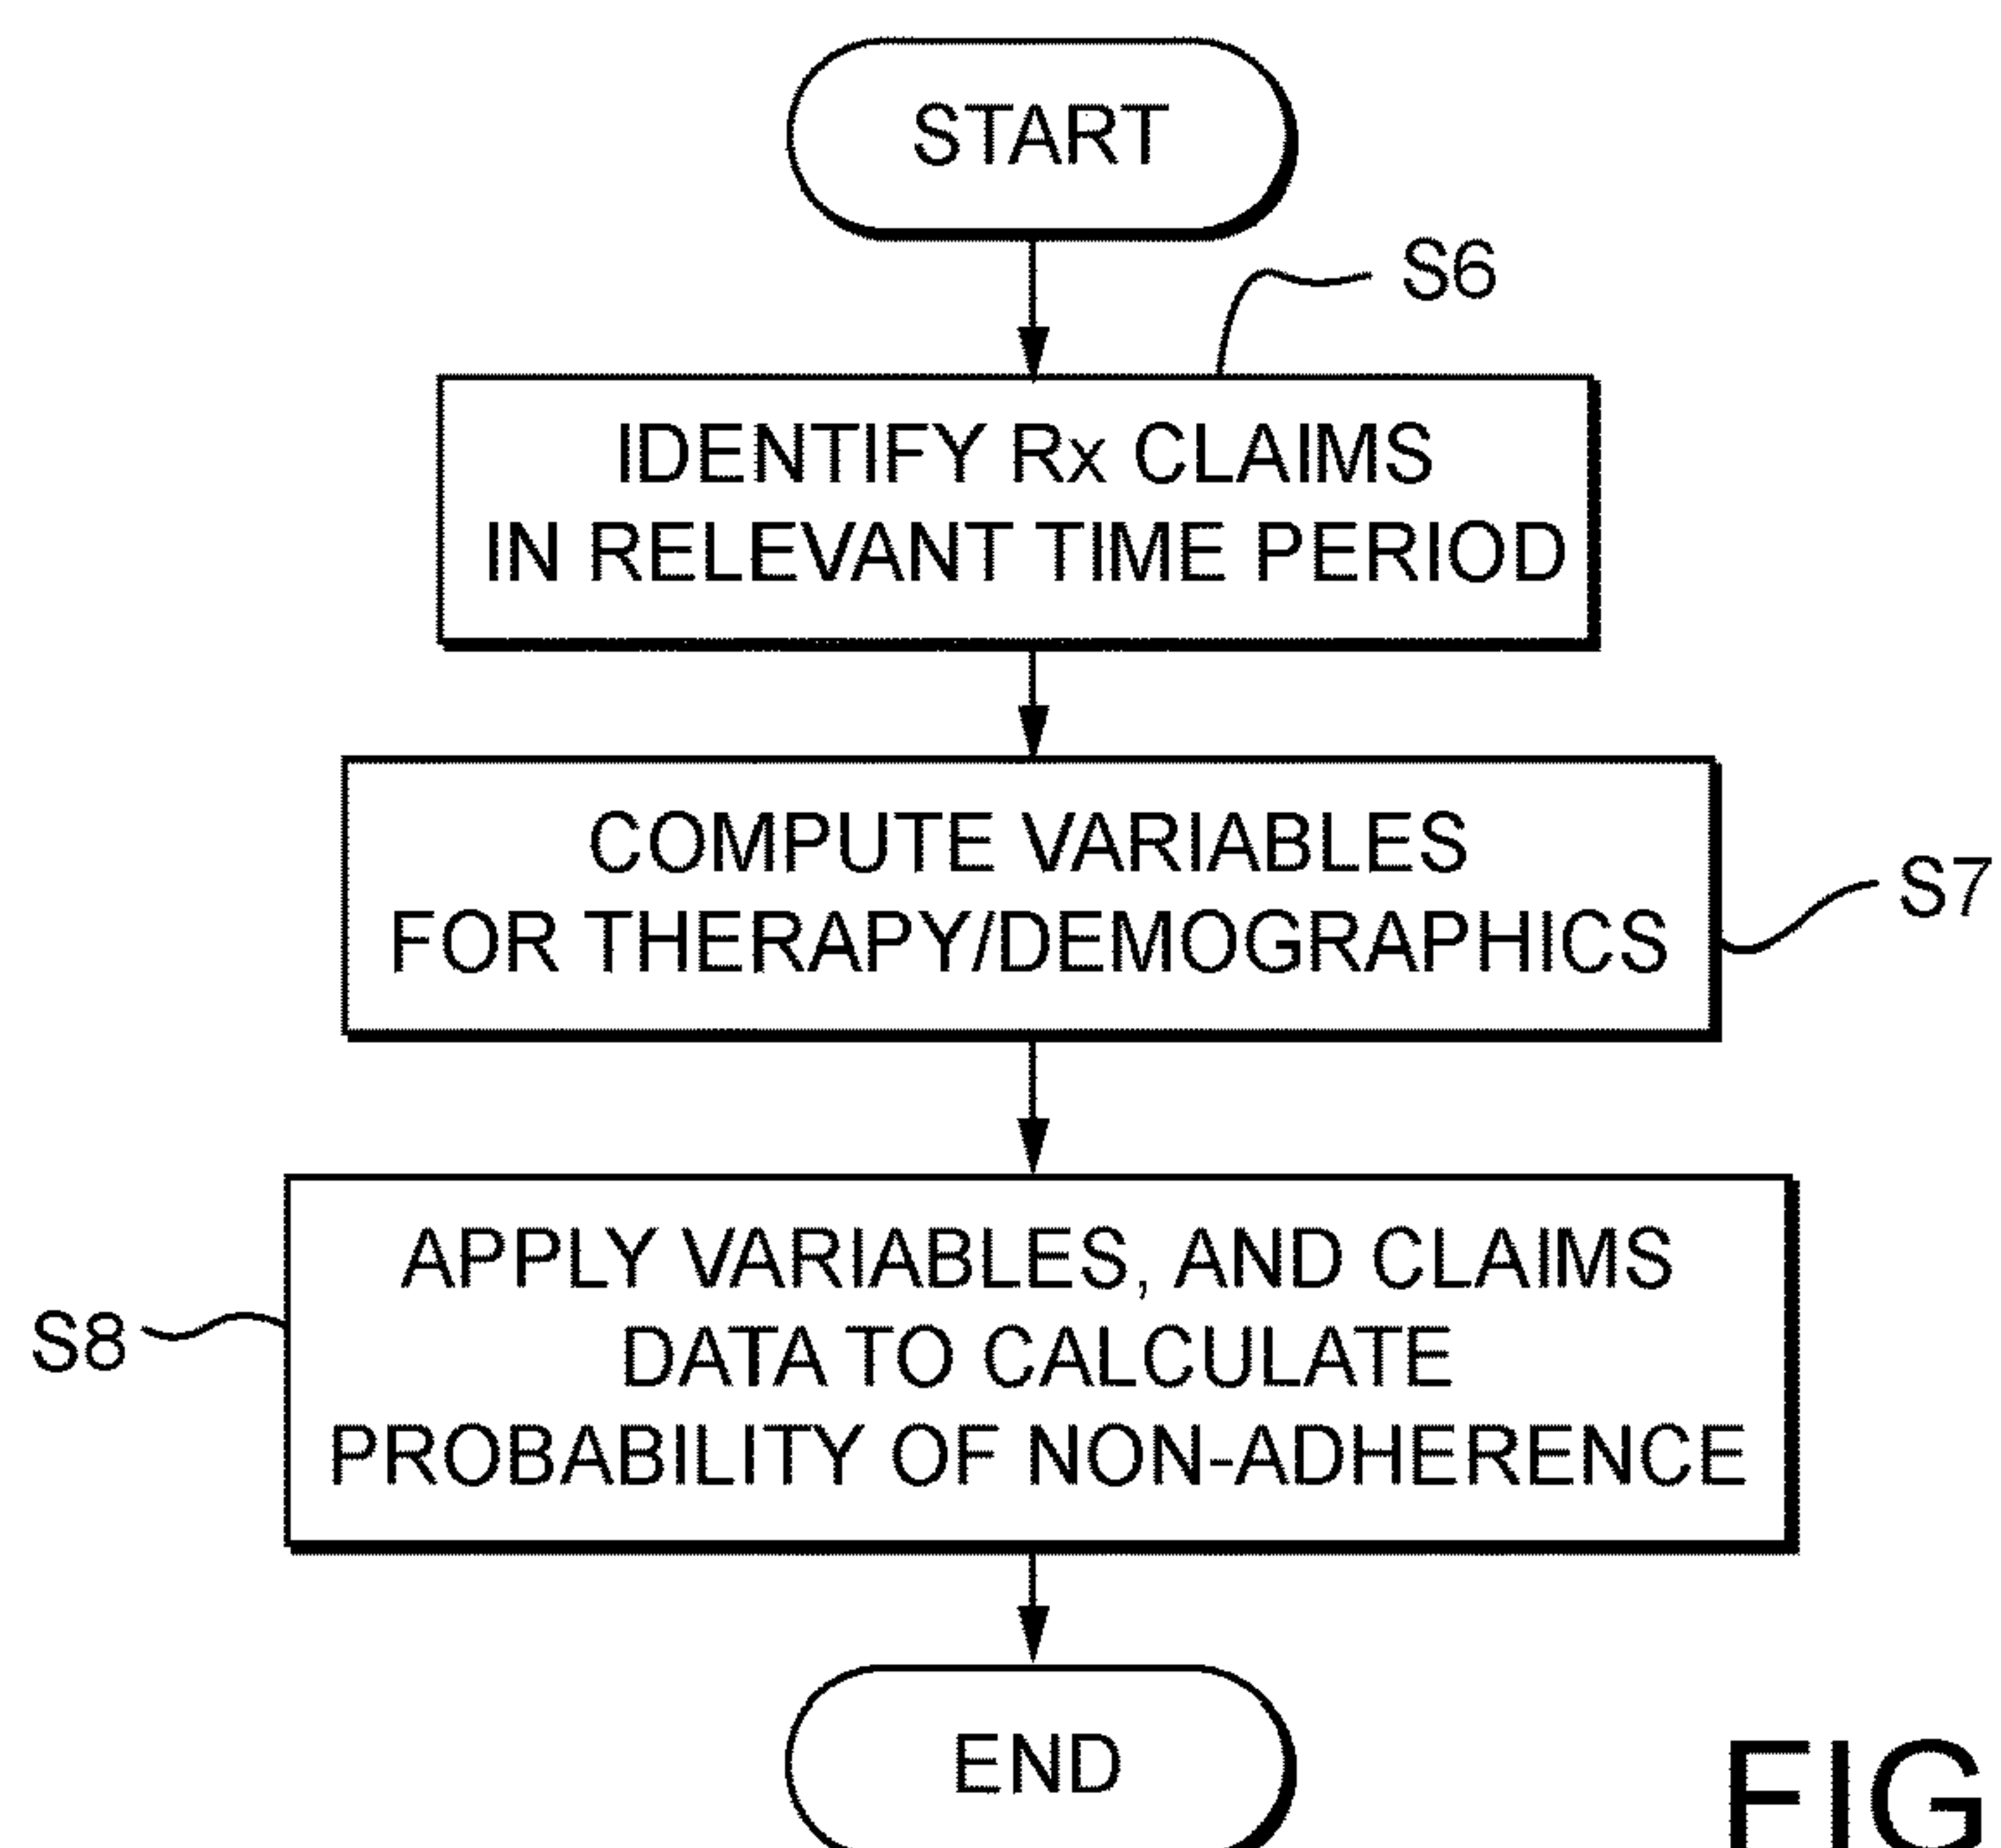 START
S6
IDENTIFY Rx CLAIMS
IN RELEVANT TIME PERIOD
COMPUTE VARIABLES
FOR THERAPY/DEMOGRAPHICS
S7
APPLY VARIABLES, AND CLAIMS
DATA TO CALCULATE
PROBABILITY OF NON-ADHERENCE
S8
END
FIG